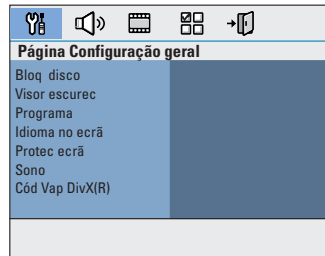 Página Configuração geral
Bloq disco
Visor escurec
Programa
Idioma no ecrã
Protec ecrã
Sono
Cód Vap DivX(R)